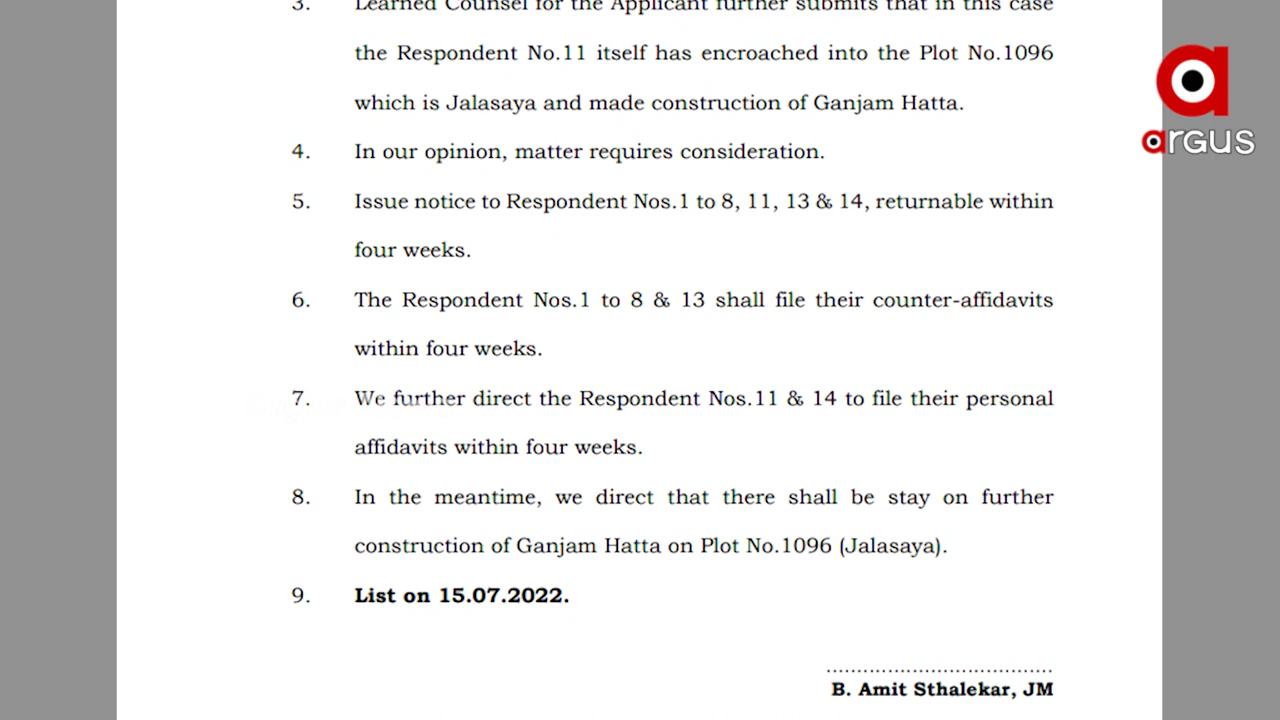 3. Learned Counsel for the Applicant further submits that in this case
the Respondent No.11 itself has encroached into the Plot No.1096
which is Jalasaya and made construction of Ganjam Hatta.
argus
4. In our opinion, matter requires consideration.
5. Issue notice to Respondent Nos.1 to 8, 11, 13 & 14, returnable within
four weeks.
6. The Respondent Nos.1 to 8 & 13 shall file their counter-affidavits
within four weeks.
7. We further direct the Respondent Nos.11 & 14 to file their personal
affidavits within four weeks.
8. In the meantime, we direct that there shall be stay on further
construction of Ganjam Hatta on Plot No.1096 (Jalasaya).
9. List on 15.07.2022.
......................................
B. Amit Sthalekar, JM